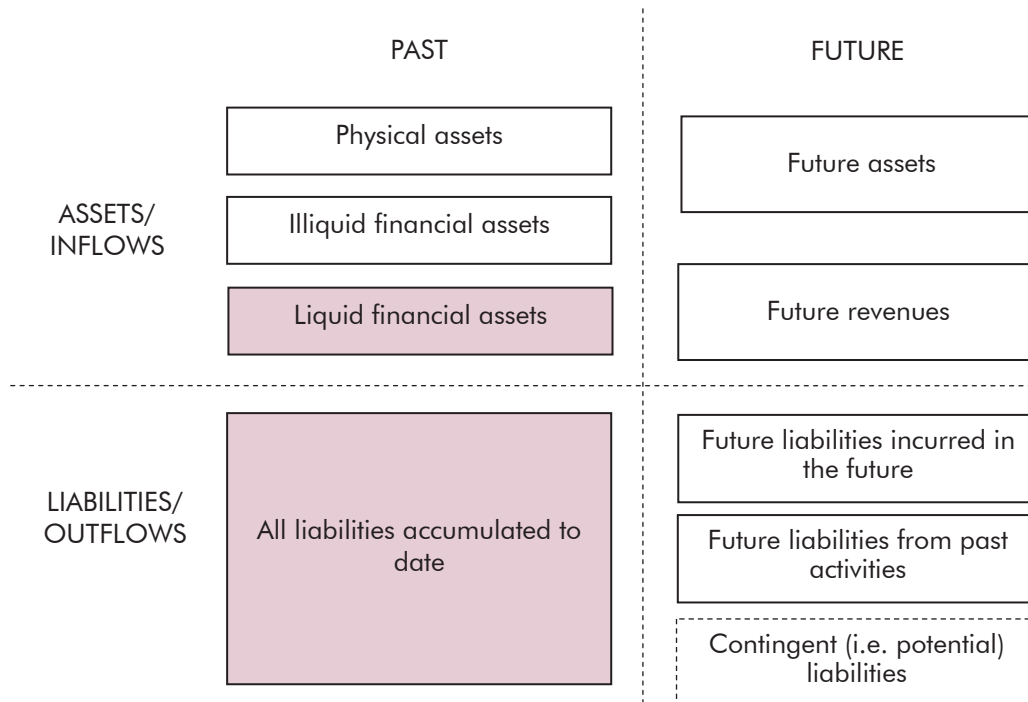 PAST
FUTURE
Physical assets
Future assets
ASSETS/
INFLOWS
Illiquid financial assets
Liquid financial assets
Future revenues
LIABILITIES/
OUTFLOWS
All liabilities accumulated to
date
Future liabilities incurred in
the future
Future liabilities from past
activities
Contingent (i.e. potential)
liabilities